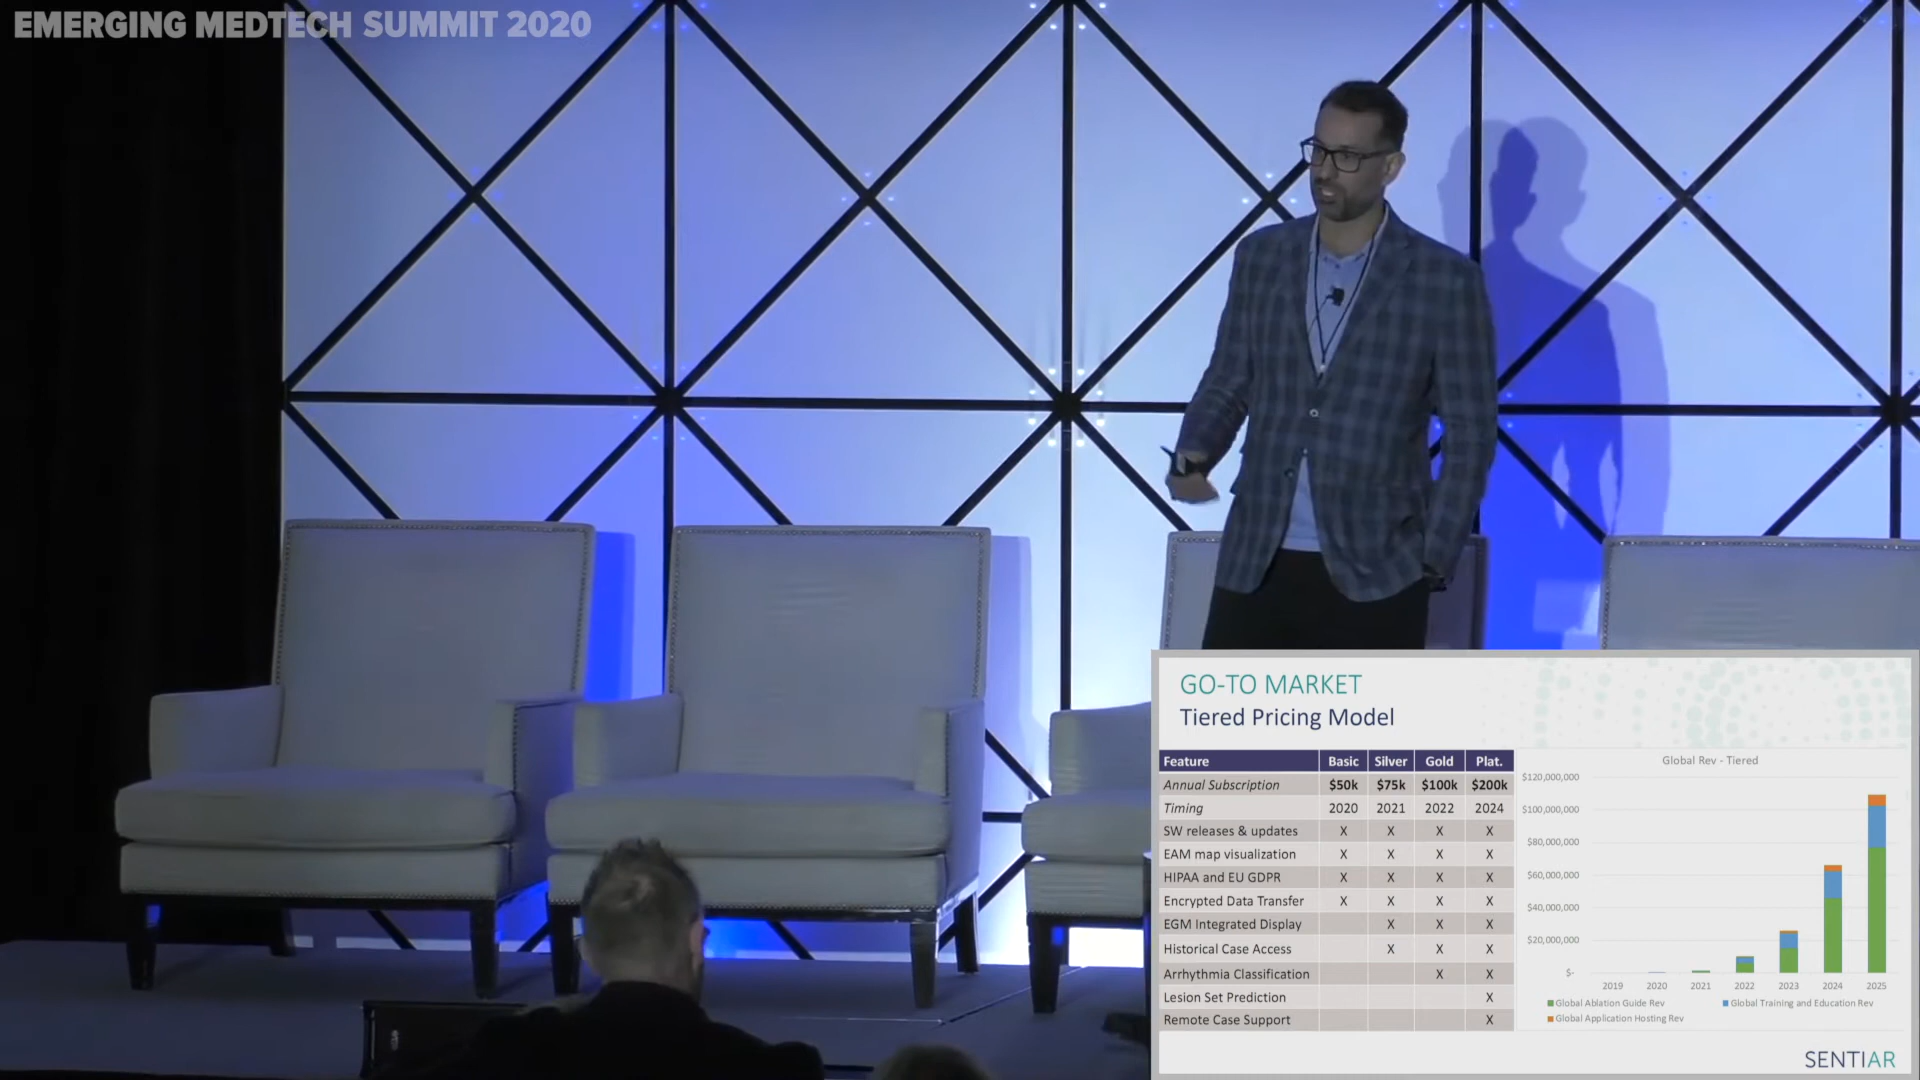 EMERGING MEDTECH SUMMIT 2020
GO-TO MARKET
Tiered Pricing Model
Feature Basic Silver Gold Plat.
Annual Subscription $50k $75k $100k $200k
Timing 2020 2021 2022 2024
SW releases & updates X X X X
EAM map visualization X X X X
HIPAA and EU GDPR X X X X
Encrypted Data Transfer X X X X
EGM Integrated Display X X X
Historical Case Access X X X
Arrhythmia Classification X X
Lesion Set Prediction X
Remote Case Support X
Global Rev - Tiered
$120,000,000
$100,000,000
$80,000,000
$60,000,000
$40,000,000
$20,000,000
$-
2019 2020 2021 2022 2023 2024 2025
Global Ablation Guide Rev Global Training and Education Rev
Global Application Hosting Rev
SENTIAR